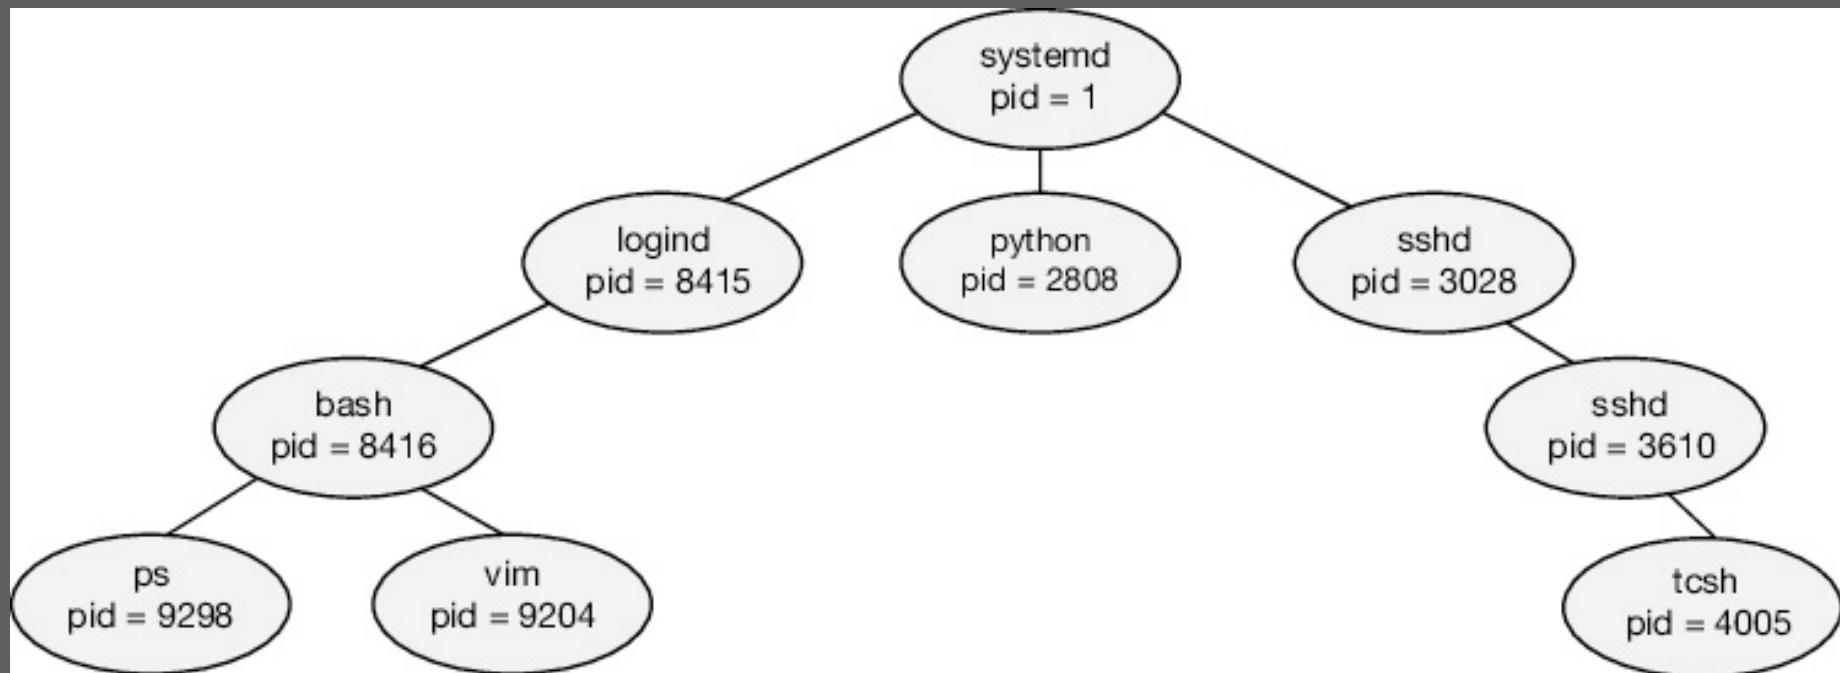 systemd
pid = 1
logind
pid = 8415
python
pid = 2808
sshd
pid = 3028
bash
pid = 8416
sshd
pid = 3610
ps
pid = 9298
vim
pid = 9204
tcsh
pid = 4005